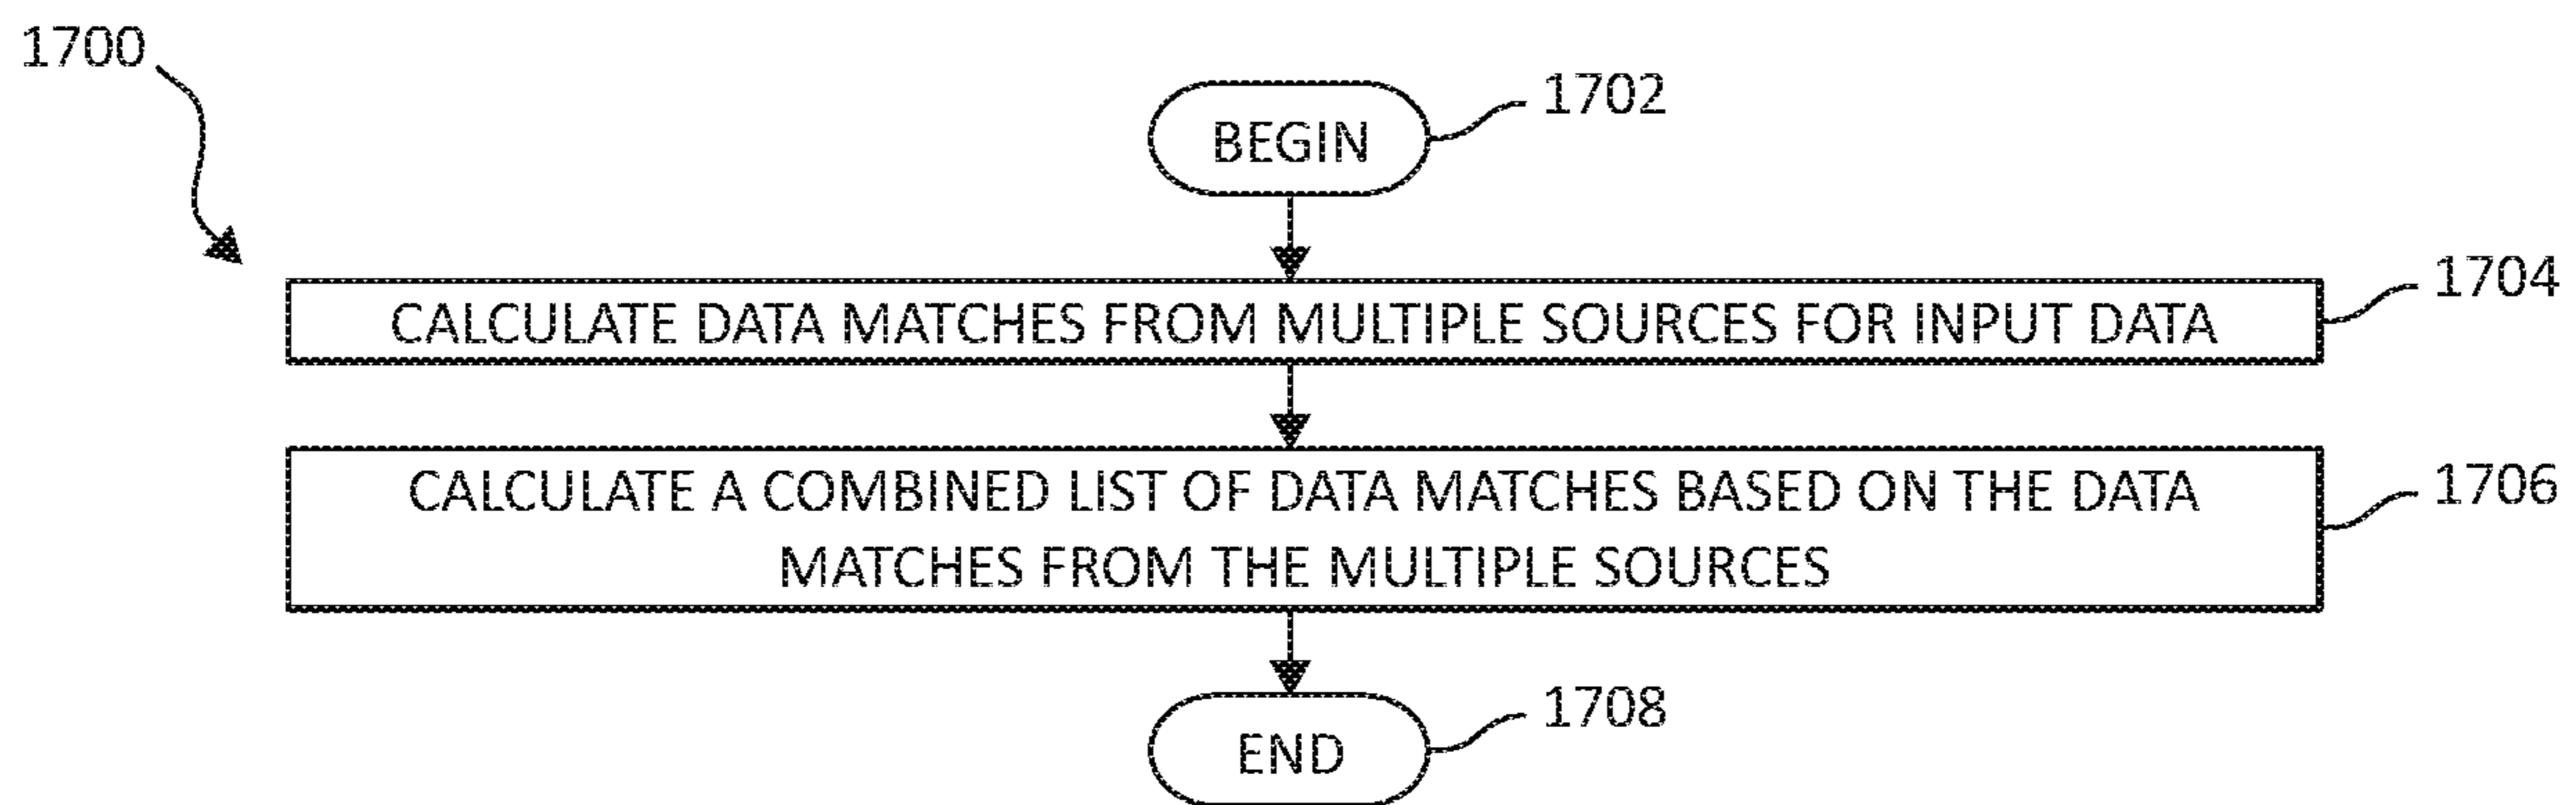 1700
BEGIN
1702
CALCULATE DATA MATCHES FROM MULTIPLE SOURCES FOR INPUT DATA
1704
CALCULATE A COMBINED LIST OF DATA MATCHES BASED ON THE DATA
MATCHES FROM THE MULTIPLE SOURCES
1706
END
1708